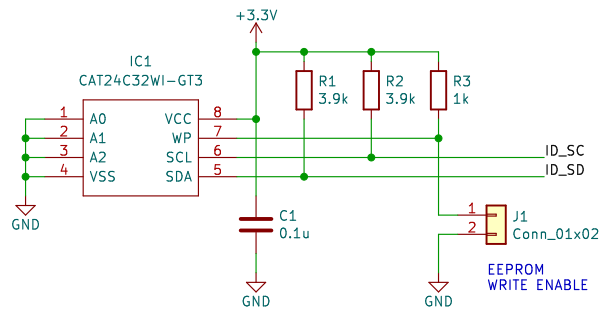 +3.3V
IC1
CAT24C32WI-GT3
R1
3.9k
R2
3.9k
R3
1k
1 A0 VCC 8
2 A1 WP 7
3 A2 SCL 6
4 VSS SDA 5
ID_SC
ID_SD
GND
C1
0.1u
1
2
J1
Conn_01x02
GND
GND
EEPROM
WRITE ENABLE